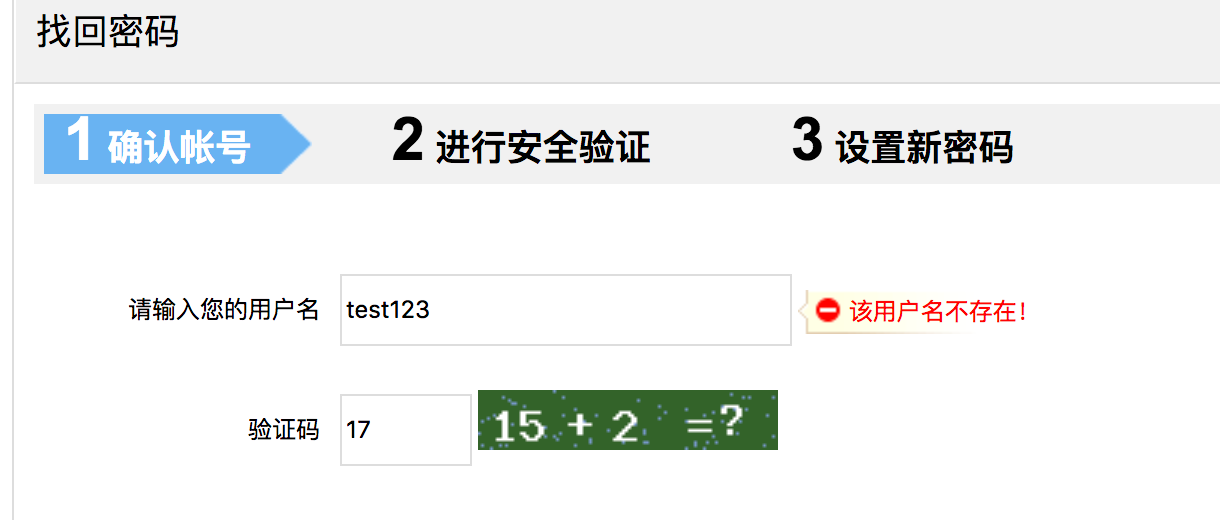 找回密码
1 确认帐号 2 进行安全验证 3 设置新密码
请输入您的用户名 test123 该用户名不存在！
验证码 17 15 + 2 =?